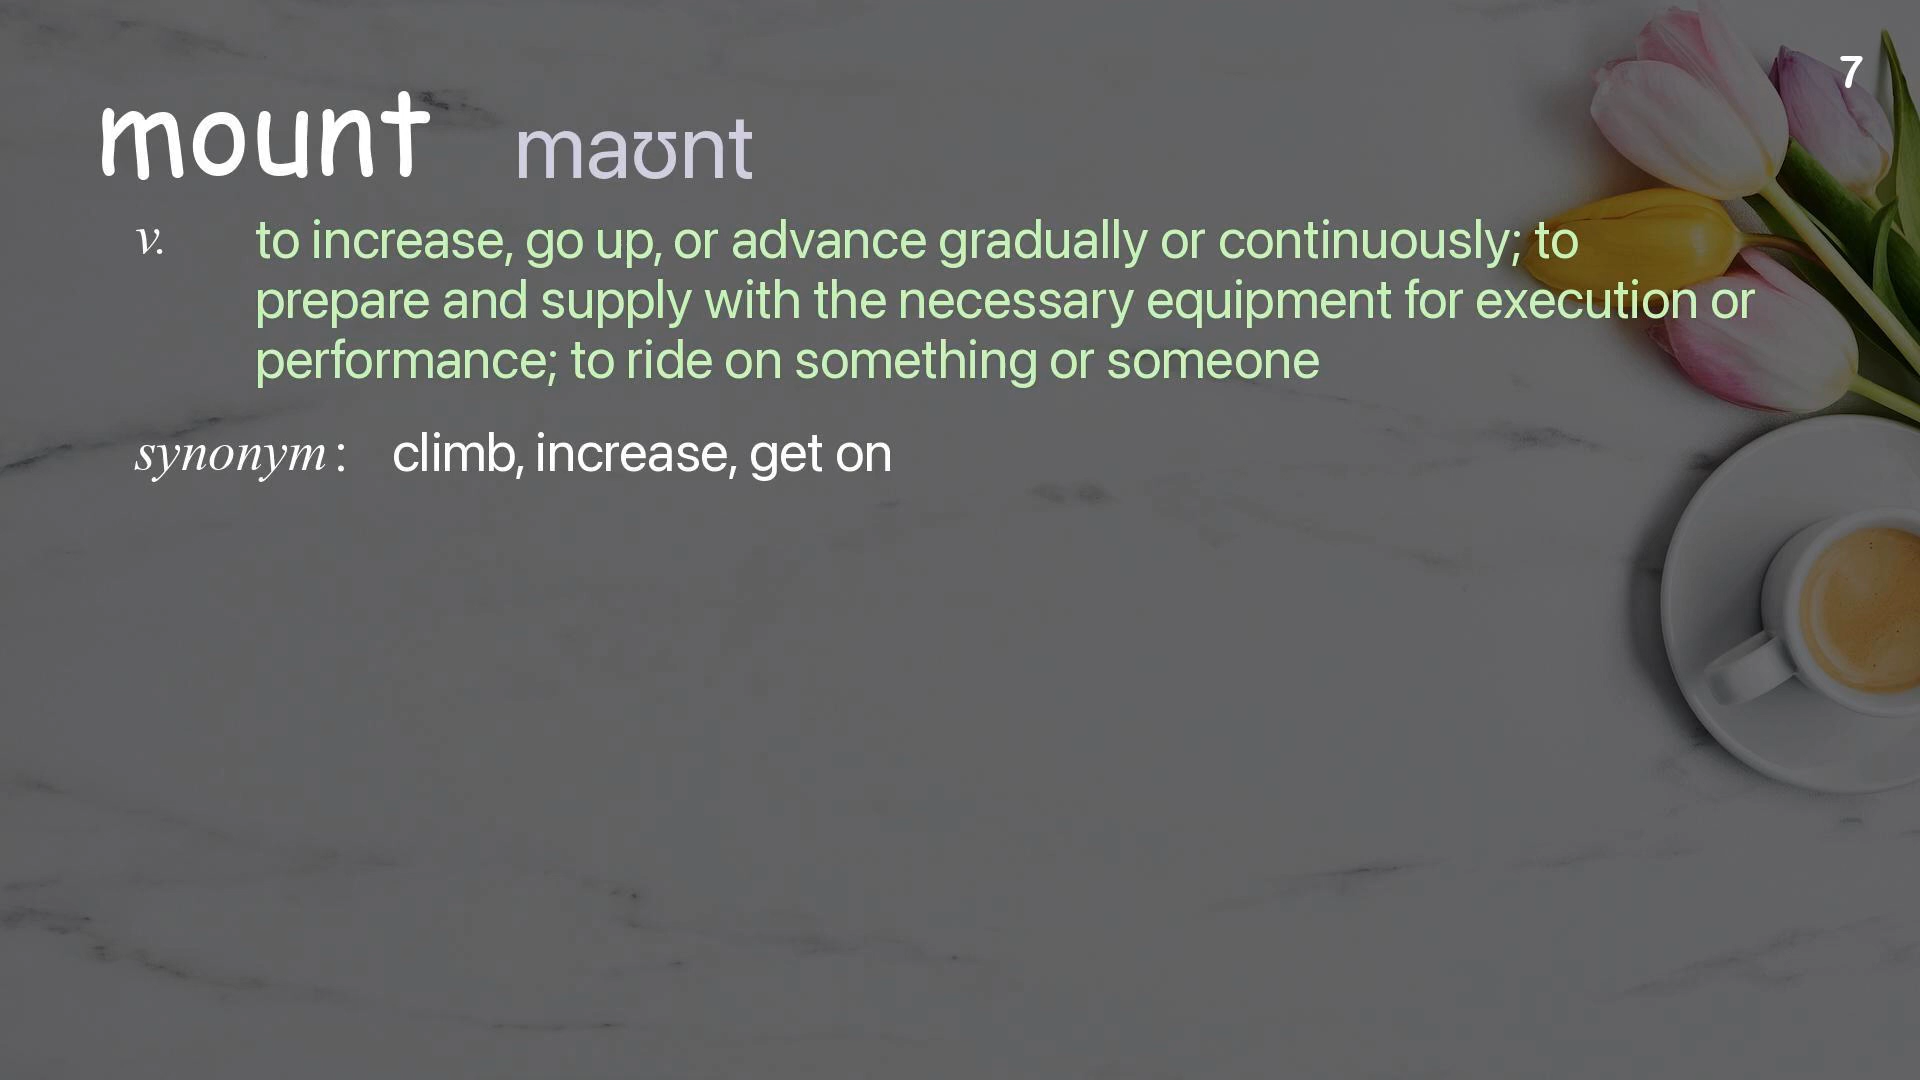 7
mount maʊnt
v. to increase, go up, or advance gradually or continuously; to
prepare and supply with the necessary equipment for execution or
performance; to ride on something or someone
synonym : climb, increase, get on